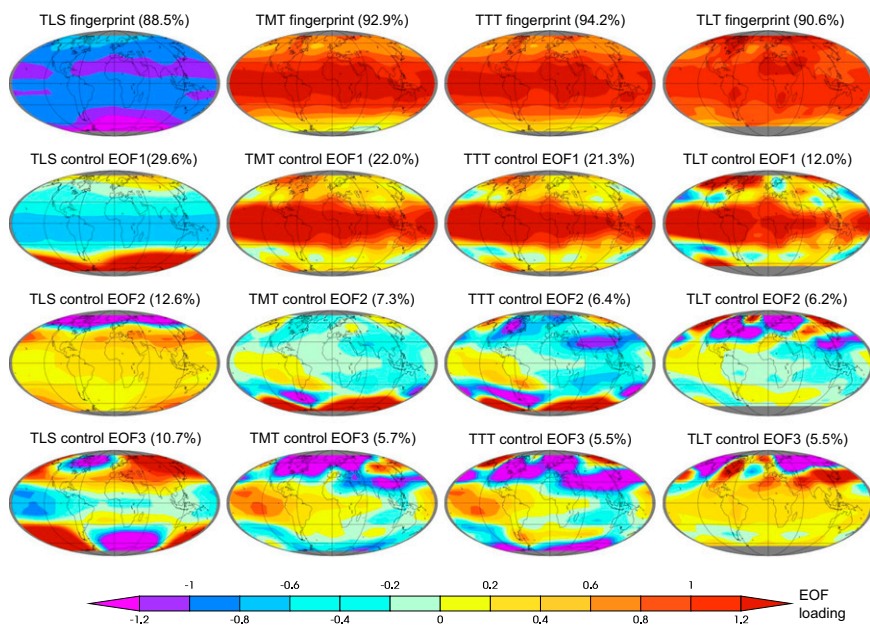 TLS fingerprint (88.5%) TMT fingerprint (92.9%) TTT fingerprint (94.2%) TLT fingerprint (90.6%)
TLS control EOF1(29.6%) TMT control EOF1 (22.0%) TTT control EOF1 (21.3%) TLT control EOF1 (12.0%)
TLS control EOF2 (12.6%) TMT control EOF2 (7.3%) TTT control EOF2 (6.4%) TLT control EOF2 (6.2%)
TLS control EOF3 (10.7%) TMT control EOF3 (5.7%) TTT control EOF3 (5.5%) TLT control EOF3 (5.5%)
-1 -0.6 -0.2 0.2 0.6 1
-1.2 -0.8 -0.4 0 0.4 0.8 1.2
EOF
loading